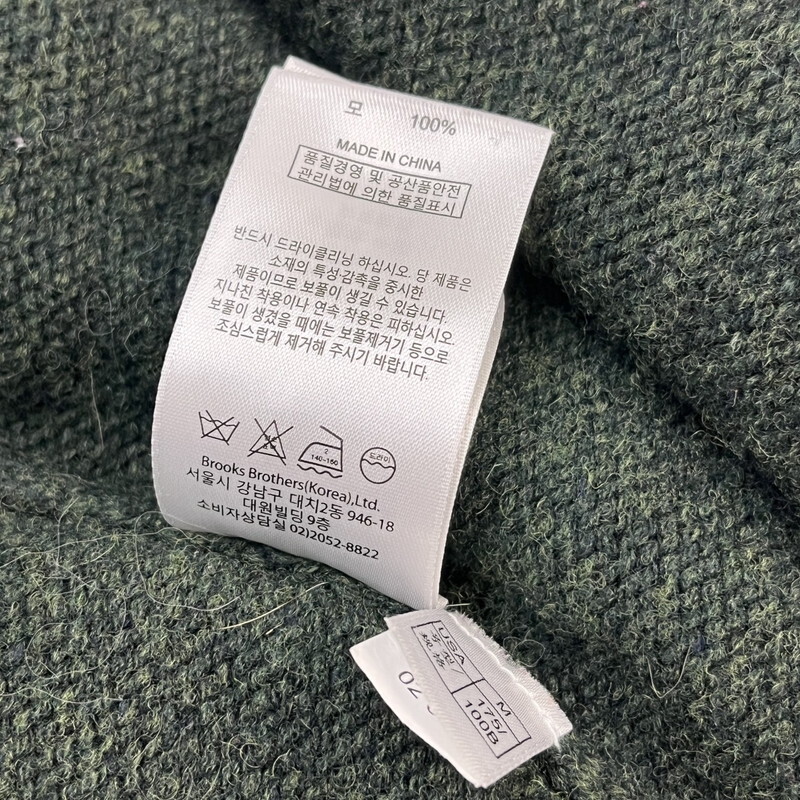 모 100%
MADE IN CHINA
품질경영 및 공산품안전
관리법에 의한 품질표시
반드시 드라이클리닝 하십시오. 당 제품은
소재의 특성·감촉을 중시한
제품이므로 보풀이 생길 수 있습니다.
지나친 착용이나 연속 착용은 피하십시오.
보풀이 생겼을 때에는 보풀제거기 등으로
조심스럽게 제거해 주시기 바랍니다.
2
140-160
드라이
Brooks Brothers(Korea),Ltd.
서울시 강남구 대치2동 946-18
대원빌딩 9층
소비자상담실 02)2052-8822
USA M
175/
100B